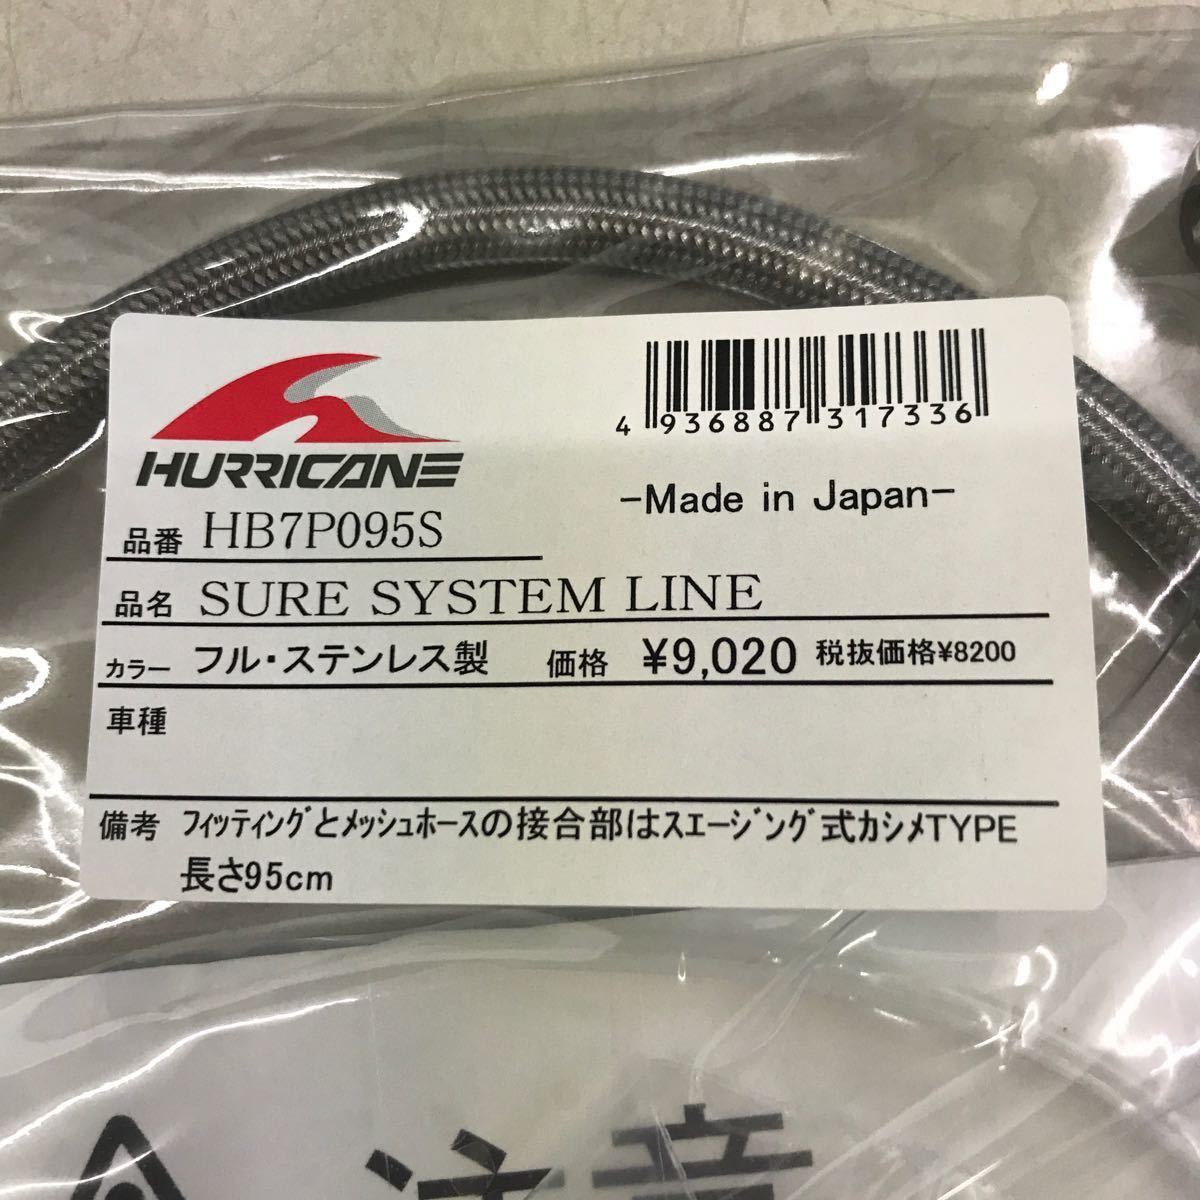 HURRICANE
4 936887 317336
-Made in Japan-
品番 HB7P095S
品名 SURE SYSTEM LINE
カラー フル・ステンレス製 価格 ¥9,020 税抜価格¥8200
車種
備考 ﾌｨｯﾃｨﾝｸﾞとﾒｯｼｭﾎｰｽの接合部はｽエｰｼﾞﾝｸﾞ式ｶｼﾒTYPE
長さ95cm
注意